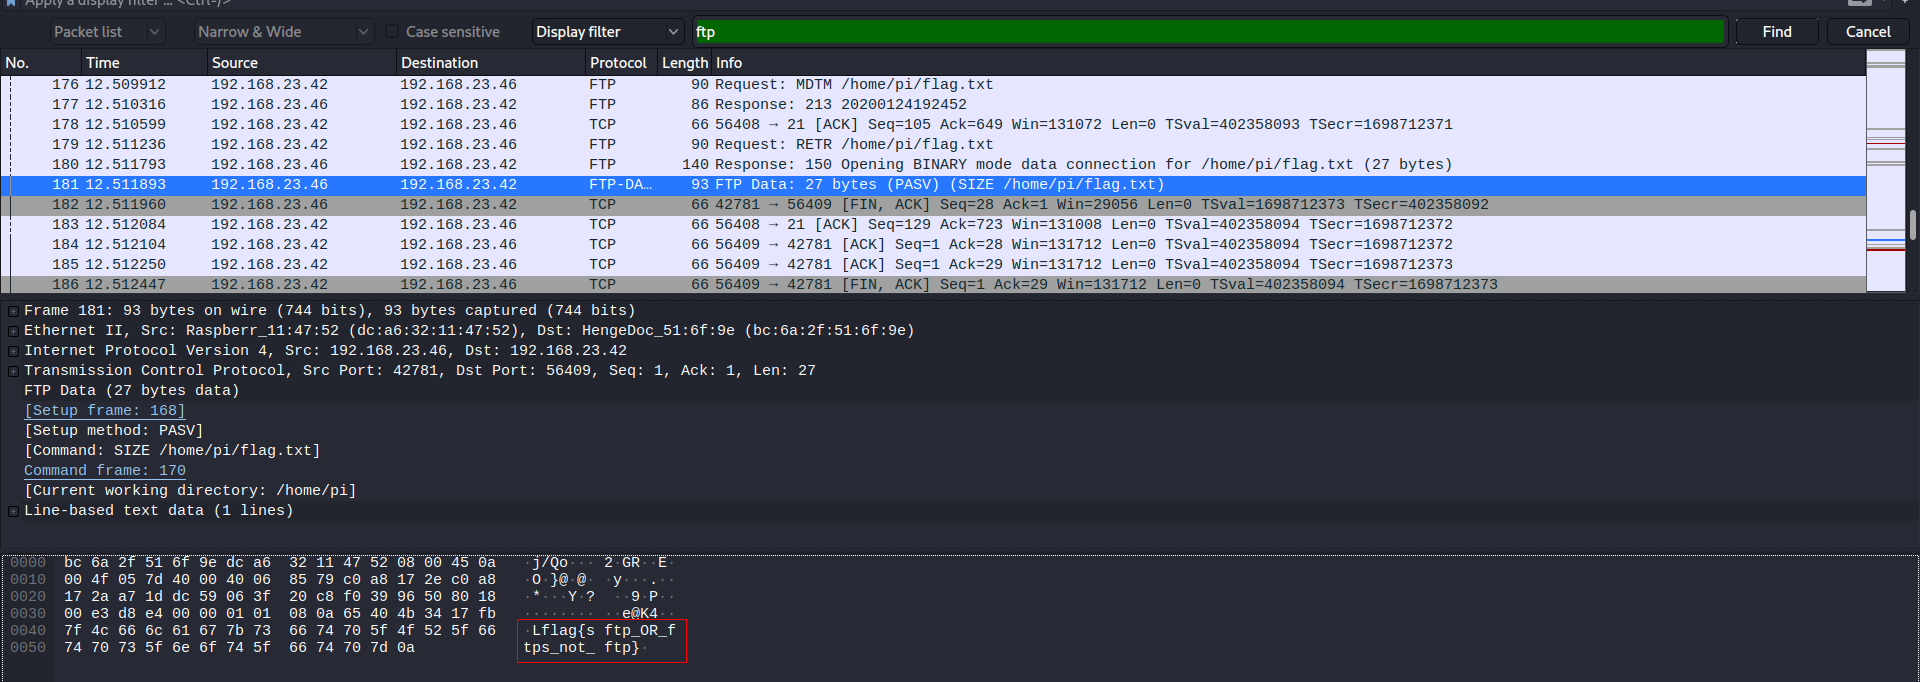 Apply a display filter ... <Ctrl-/>
Packet list Narrow & Wide Case sensitive Display filter ftp Find Cancel
No. Time Source Destination Protocol Length Info
176 12.509912 192.168.23.42 192.168.23.46 FTP 90 Request: MDTM /home/pi/flag.txt
177 12.510316 192.168.23.46 192.168.23.42 FTP 86 Response: 213 20200124192452
178 12.510599 192.168.23.42 192.168.23.46 TCP 66 56408 → 21 [ACK] Seq=105 Ack=649 Win=131072 Len=0 TSval=402358093 TSecr=1698712371
179 12.511236 192.168.23.42 192.168.23.46 FTP 90 Request: RETR /home/pi/flag.txt
180 12.511793 192.168.23.46 192.168.23.42 FTP 140 Response: 150 Opening BINARY mode data connection for /home/pi/flag.txt (27 bytes)
181 12.511893 192.168.23.46 192.168.23.42 FTP-DA… 93 FTP Data: 27 bytes (PASV) (SIZE /home/pi/flag.txt)
182 12.511960 192.168.23.46 192.168.23.42 TCP 66 42781 → 56409 [FIN, ACK] Seq=28 Ack=1 Win=29056 Len=0 TSval=1698712373 TSecr=402358092
183 12.512084 192.168.23.42 192.168.23.46 TCP 66 56408 → 21 [ACK] Seq=129 Ack=723 Win=131008 Len=0 TSval=402358094 TSecr=1698712372
184 12.512104 192.168.23.42 192.168.23.46 TCP 66 56409 → 42781 [ACK] Seq=1 Ack=28 Win=131712 Len=0 TSval=402358094 TSecr=1698712372
185 12.512250 192.168.23.42 192.168.23.46 TCP 66 56409 → 42781 [ACK] Seq=1 Ack=29 Win=131712 Len=0 TSval=402358094 TSecr=1698712373
186 12.512447 192.168.23.42 192.168.23.46 TCP 66 56409 → 42781 [FIN, ACK] Seq=1 Ack=29 Win=131712 Len=0 TSval=402358094 TSecr=1698712373
Frame 181: 93 bytes on wire (744 bits), 93 bytes captured (744 bits)
Ethernet II, Src: Raspberr_11:47:52 (dc:a6:32:11:47:52), Dst: HengeDoc_51:6f:9e (bc:6a:2f:51:6f:9e)
Internet Protocol Version 4, Src: 192.168.23.46, Dst: 192.168.23.42
Transmission Control Protocol, Src Port: 42781, Dst Port: 56409, Seq: 1, Ack: 1, Len: 27
FTP Data (27 bytes data)
[Setup frame: 168]
[Setup method: PASV]
[Command: SIZE /home/pi/flag.txt]
Command frame: 170
[Current working directory: /home/pi]
Line-based text data (1 lines)
0000 bc 6a 2f 51 6f 9e dc a6 32 11 47 52 08 00 45 0a ·j/Qo··· 2·GR··E·
0010 00 4f 05 7d 40 00 40 06 85 79 c0 a8 17 2e c0 a8 ·O·}@·@· ·y···.··
0020 17 2a a7 1d dc 59 06 3f 20 c8 f0 39 96 50 80 18 ·*···Y·? ··9·P··
0030 00 e3 d8 e4 00 00 01 01 08 0a 65 40 4b 34 17 fb ········ ··e@K4··
0040 7f 4c 66 6c 61 67 7b 73 66 74 70 5f 4f 52 5f 66 ·Lflag{s ftp_OR_f
0050 74 70 73 5f 6e 6f 74 5f 66 74 70 7d 0a tps_not_ ftp}·